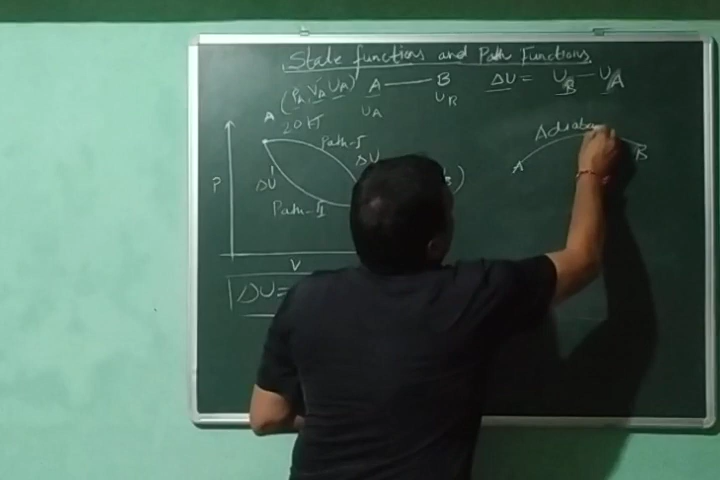 State functions and Path Functions
(PA, VA, UA) A — B ΔU = UB — UA
UA UB
A
20 KJ
Path-I
Adiaba
ΔU
A B
P
ΔU
Path-II
V
ΔU=